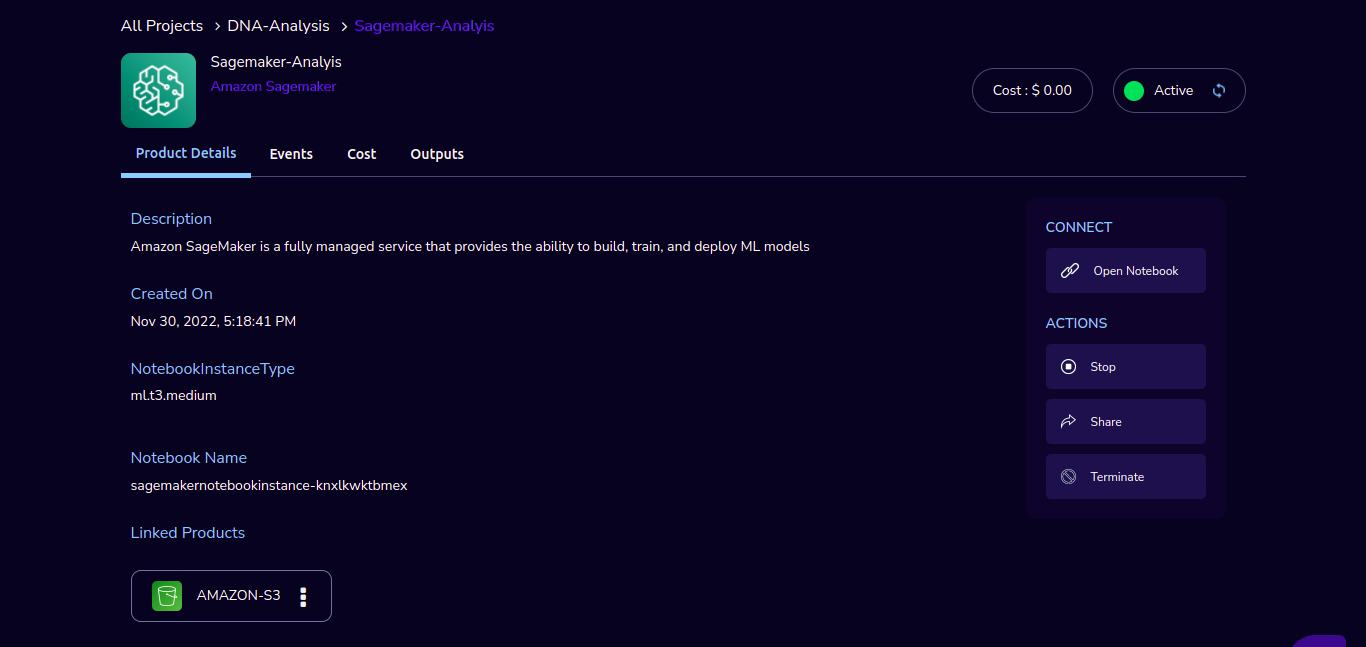 All Projects > DNA-Analysis > Sagemaker-Analyis
Sagemaker-Analyis
Amazon Sagemaker
Cost : $ 0.00
Active
Product Details
Events
Cost
Outputs
Description
Amazon SageMaker is a fully managed service that provides the ability to build, train, and deploy ML models
Created On
Nov 30, 2022, 5:18:41 PM
NotebookInstanceType
ml.t3.medium
Notebook Name
sagemakernotebookinstance-knxlkwktbmex
Linked Products
AMAZON-S3
CONNECT
Open Notebook
ACTIONS
Stop
Share
Terminate